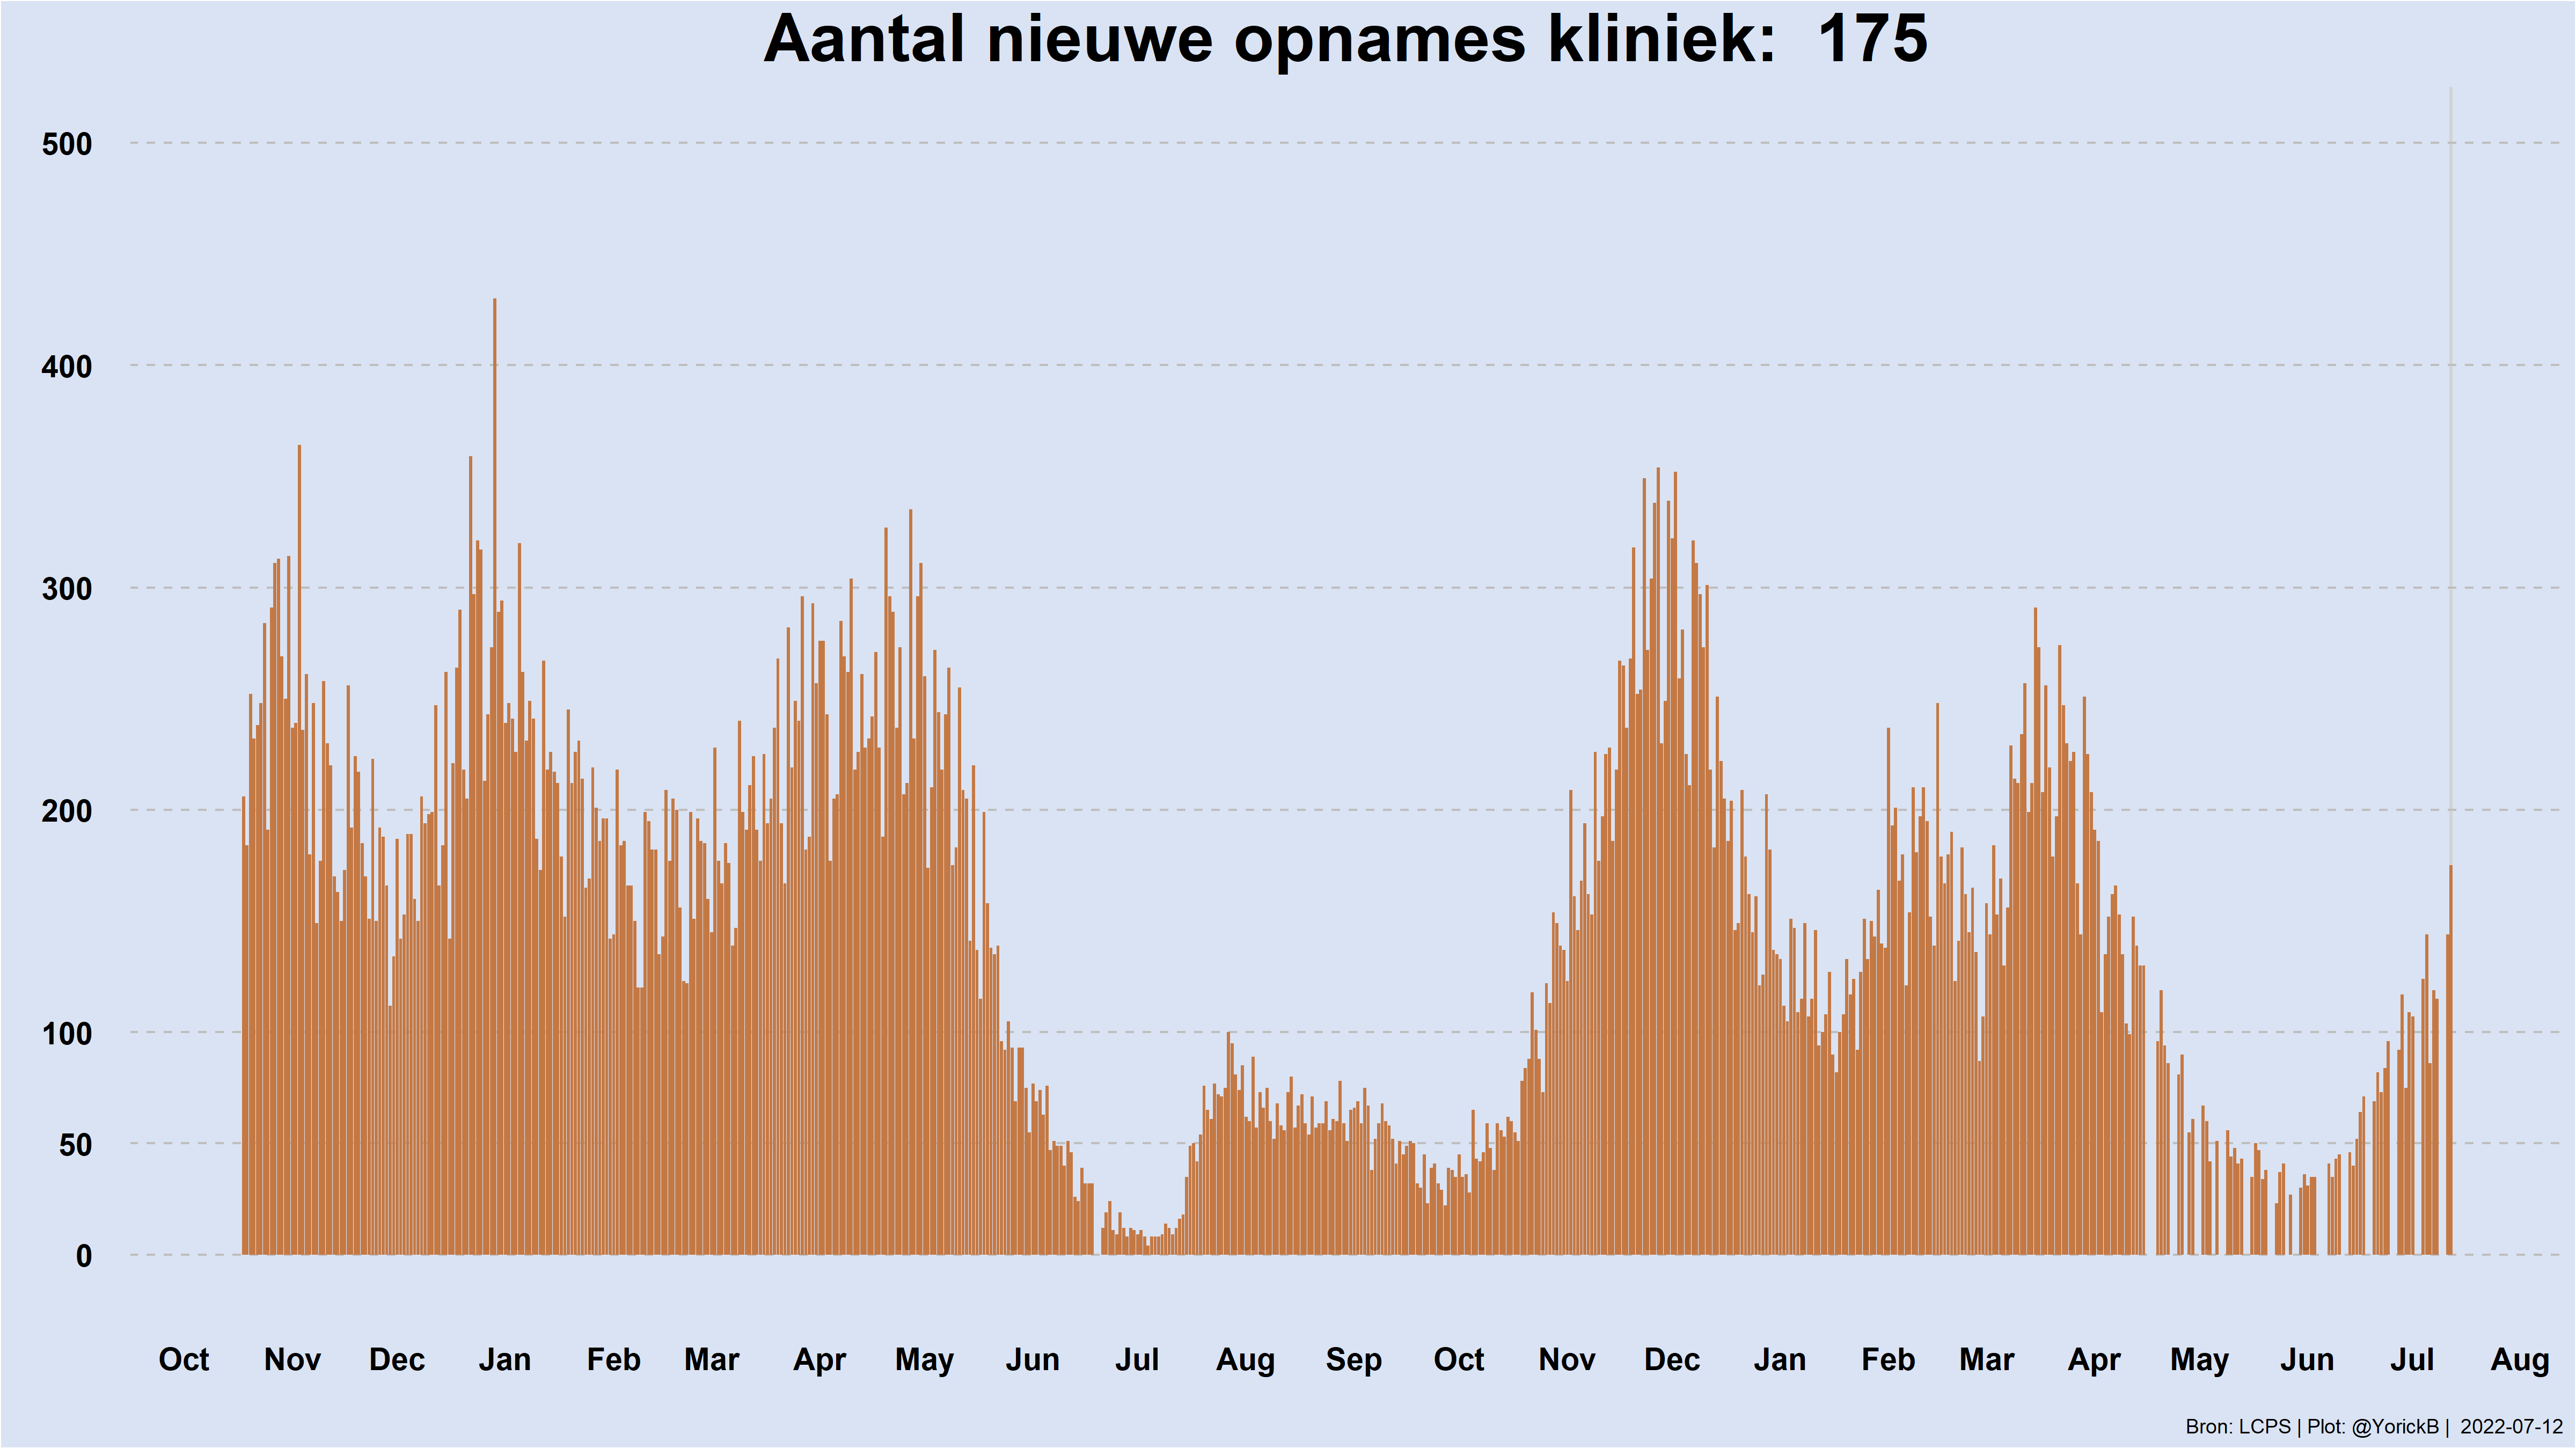 Aantal nieuwe opnames kliniek: 175
500
400
300
200
100
50
0
Oct Nov Dec Jan Feb Mar Apr May Jun Jul Aug Sep Oct Nov Dec Jan Feb Mar Apr May Jun Jul Aug
Bron: LCPS | Plot: @YorickB | 2022-07-12